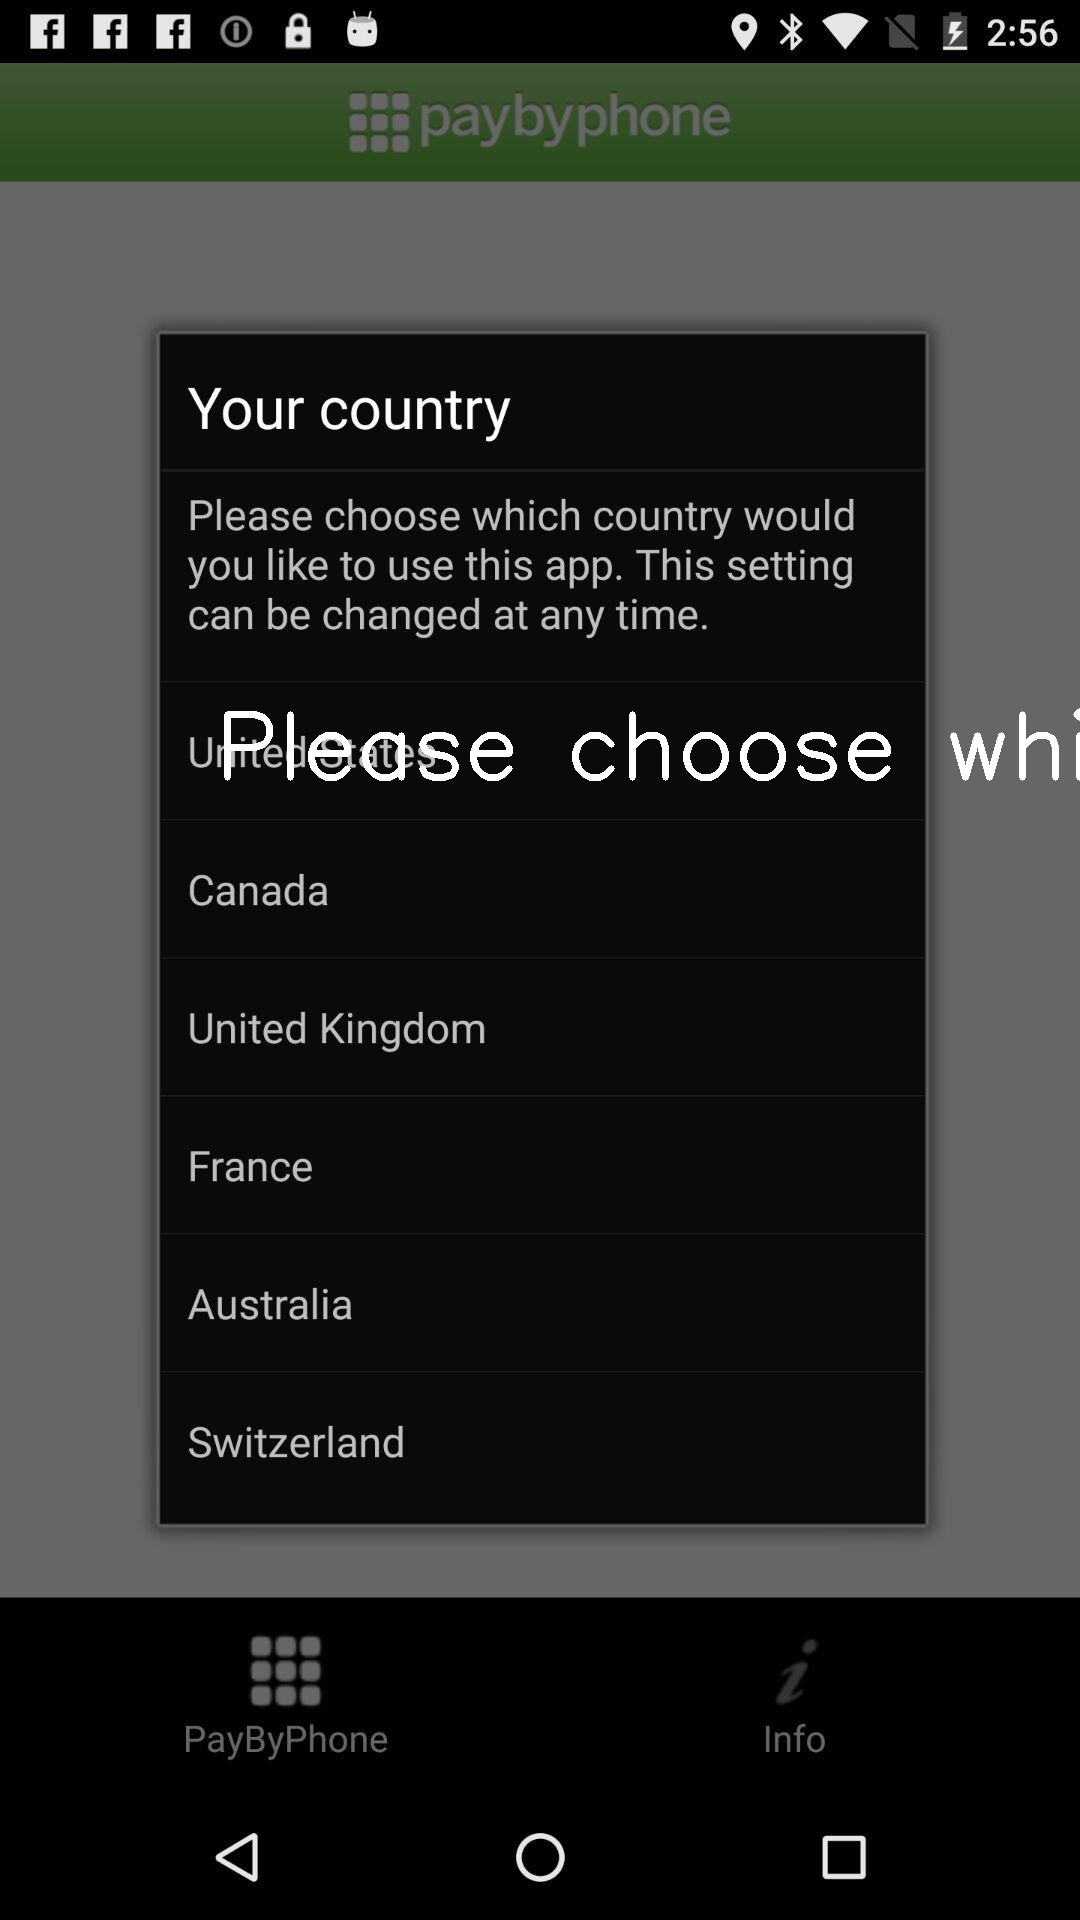 2:56
paybyphone
Your country
Please choose which country would
you like to use this app. This setting
can be changed at any time.
United States
Please choose whi
Canada
United Kingdom
France
Australia
Switzerland
PayByPhone
Info